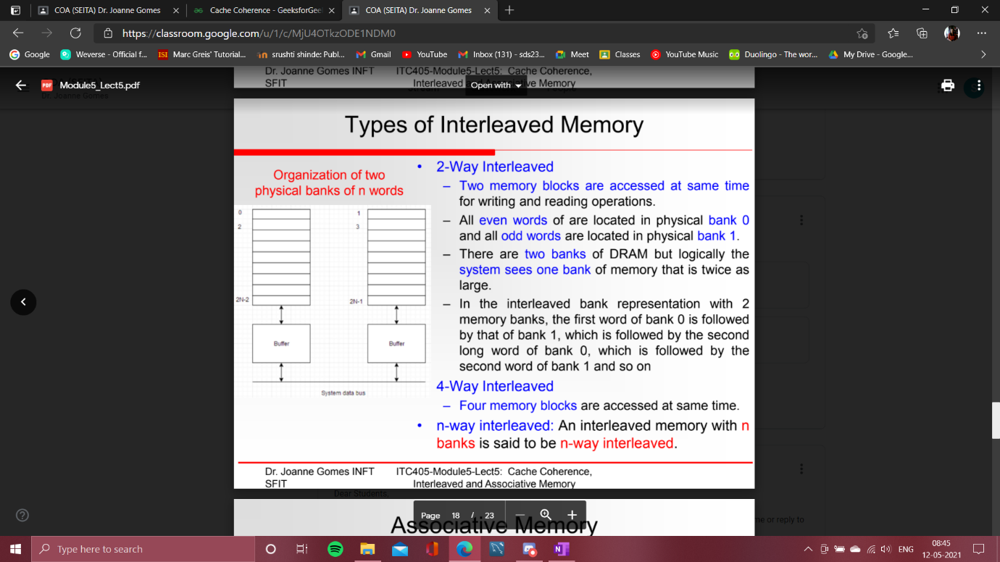 COA (SEITA) Dr. Joanne Gomes
Cache Coherence - GeeksforGee
COA (SEITA) Dr. Joanne Gomes
https://classroom.google.com/u/1/c/MjU4OTkzODE1NDM0
Google
Weverse - Official f...
ISI Marc Greis' Tutorial...
srushti shinde: Publ...
Gmail
YouTube
Inbox (131) - sds23...
Meet
Classes
YouTube Music
Duolingo - The wor...
My Drive - Google...
Dr. Joanne Gomes INFT ITC405-Module5-Lect5: Cache Coherence,
SFIT Interleaved and Associative Memory
PDF Module5_Lect5.pdf
Dr. Joanne Gomes
Open with
Types of Interleaved Memory
Organization of two
physical banks of n words
0
2
2N-2
1
3
2N-1
Buffer
Buffer
System data bus
• 2-Way Interleaved
– Two memory blocks are accessed at same time
for writing and reading operations.
– All even words of are located in physical bank 0
and all odd words are located in physical bank 1.
– There are two banks of DRAM but logically the
system sees one bank of memory that is twice as
large.
– In the interleaved bank representation with 2
memory banks, the first word of bank 0 is followed
by that of bank 1, which is followed by the second
long word of bank 0, which is followed by the
second word of bank 1 and so on
4-Way Interleaved
– Four memory blocks are accessed at same time.
• n-way interleaved: An interleaved memory with n
banks is said to be n-way interleaved.
Dr. Joanne Gomes INFT ITC405-Module5-Lect5: Cache Coherence,
SFIT Interleaved and Associative Memory
Dear Students,
me or reply to
Page 18 / 23
Associative Memory
Type here to search
ENG
08:45
12-05-2021